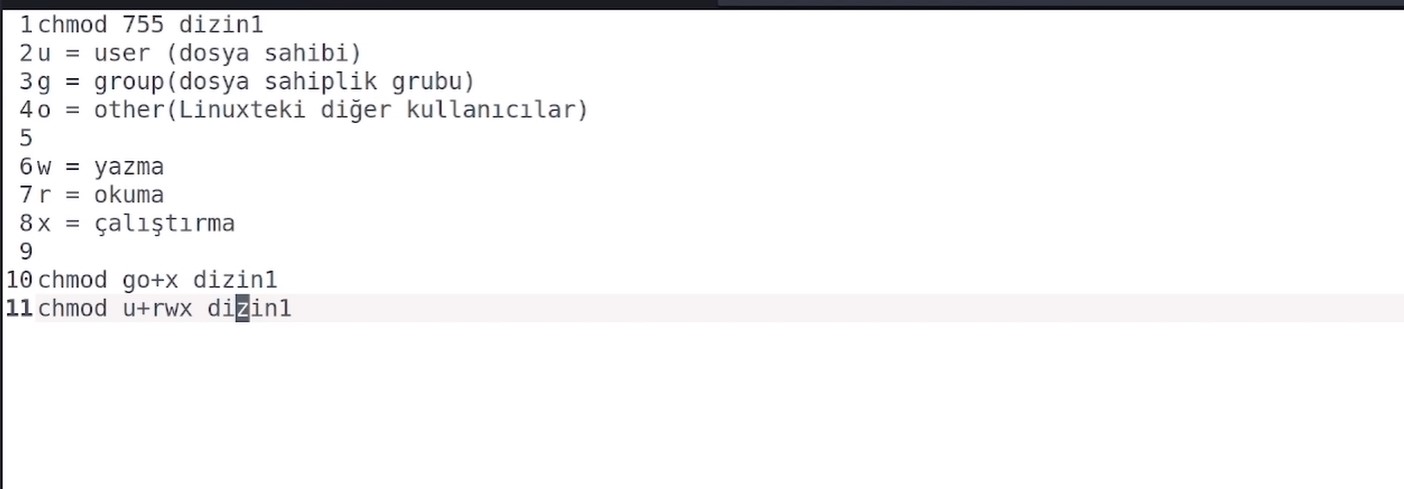 1 chmod 755 dizin1
2 u = user (dosya sahibi)
3 g = group(dosya sahiplik grubu)
4 o = other(Linuxteki diğer kullanıcılar)
5
6 w = yazma
7 r = okuma
8 x = çalıştırma
9
10 chmod go+x dizin1
11 chmod u+rwx dizin1